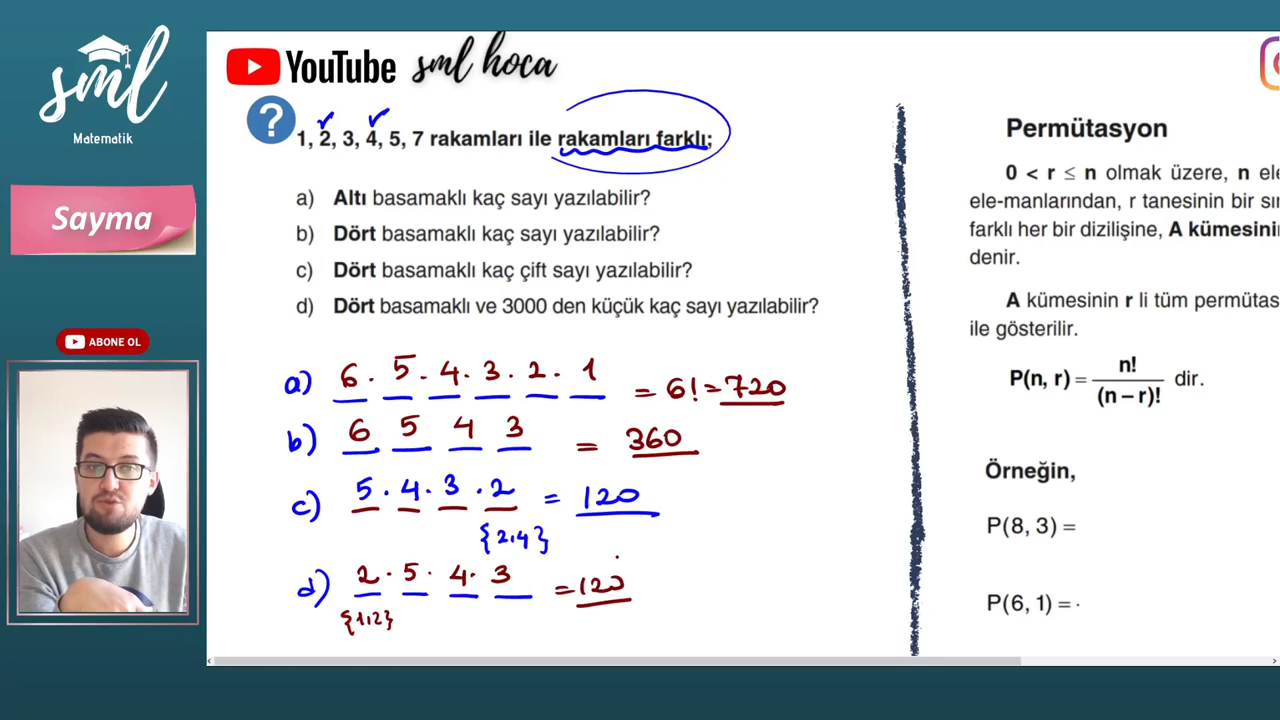 sml
Matematik
Sayma
ABONE OL
YouTube sml hoca
?
1, 2, 3, 4, 5, 7 rakamları ile rakamları farklı;
a) Altı basamaklı kaç sayı yazılabilir?
b) Dört basamaklı kaç sayı yazılabilir?
c) Dört basamaklı kaç çift sayı yazılabilir?
d) Dört basamaklı ve 3000 den küçük kaç sayı yazılabilir?
a) 6 . 5 . 4 . 3 . 2 . 1 = 6! = 720
b) 6 5 4 3 = 360
c) 5 . 4 . 3 . 2 = 120
{2,4}
d) 2 . 5 . 4 . 3 = 120
{1,2}
Permütasyon
0 < r ≤ n olmak üzere, n ele
ele-manlarından, r tanesinin bir sı
farklı her bir dizilişine, A kümesini
denir.
A kümesinin r li tüm permütas
ile gösterilir.
P(n, r) = n! / (n – r)! dir.
Örneğin,
P(8, 3) =
P(6, 1) =